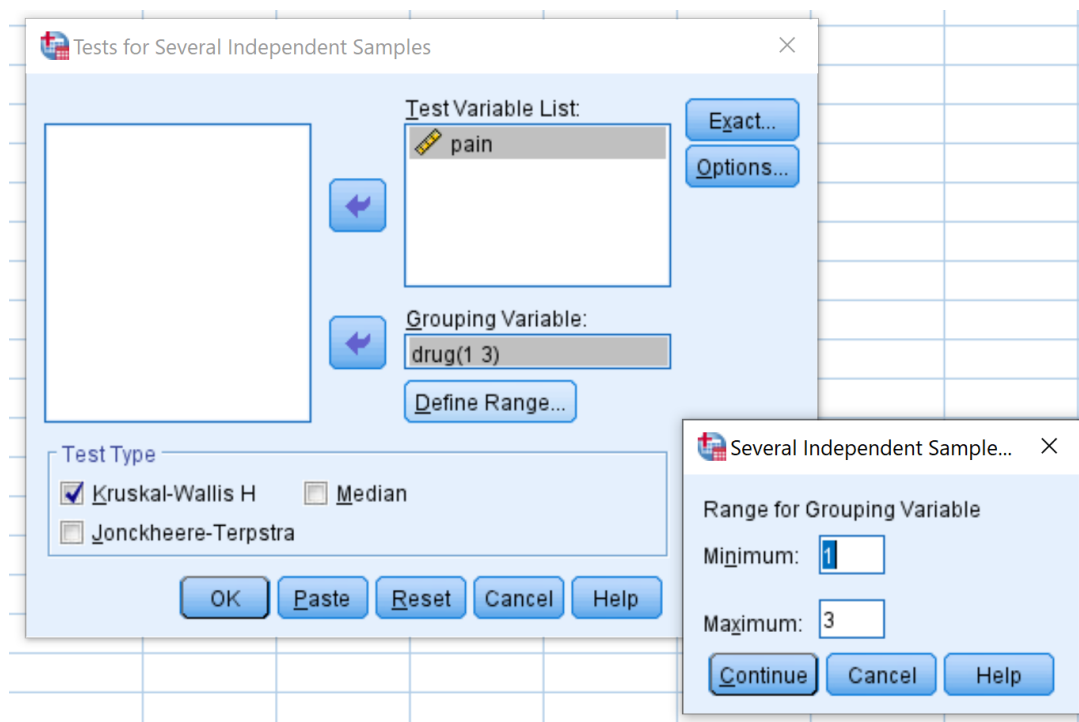 Tests for Several Independent Samples
Test Variable List:
pain
Exact...
Options...
Grouping Variable:
drug(1 3)
Define Range...
Test Type
Kruskal-Wallis H
Median
Jonckheere-Terpstra
OK
Paste
Reset
Cancel
Help
Several Independent Sample...
Range for Grouping Variable
Minimum: 1
Maximum: 3
Continue
Cancel
Help